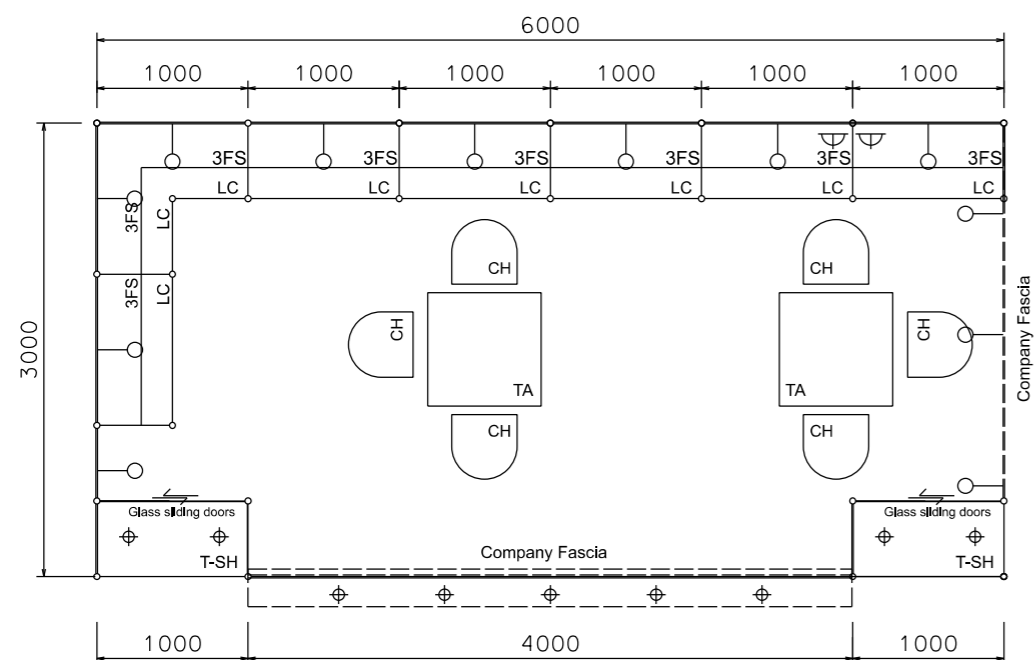 6000
1000 1000 1000 1000 1000 1000
3FS 3FS 3FS 3FS 3FS 3FS
LC LC LC LC LC LC
3FS LC
3FS LC
3000
CH CH
CH CH
TA TA
CH CH
Company Fascia
Glass sliding doors Glass sliding doors
T-SH T-SH
Company Fascia
1000 4000 1000